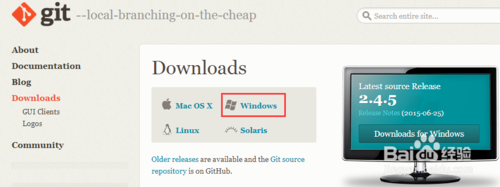 git --local-branching-on-the-cheap
Search entire site...
About
Documentation
Blog
Downloads
GUI Clients
Logos
Community
Downloads
Mac OS X
Windows
Linux
Solaris
Older releases are available and the Git source
repository is on GitHub.
Latest source Release
2.4.5
Release Notes (2015-06-25)
Downloads for Windows
Bai du 经验